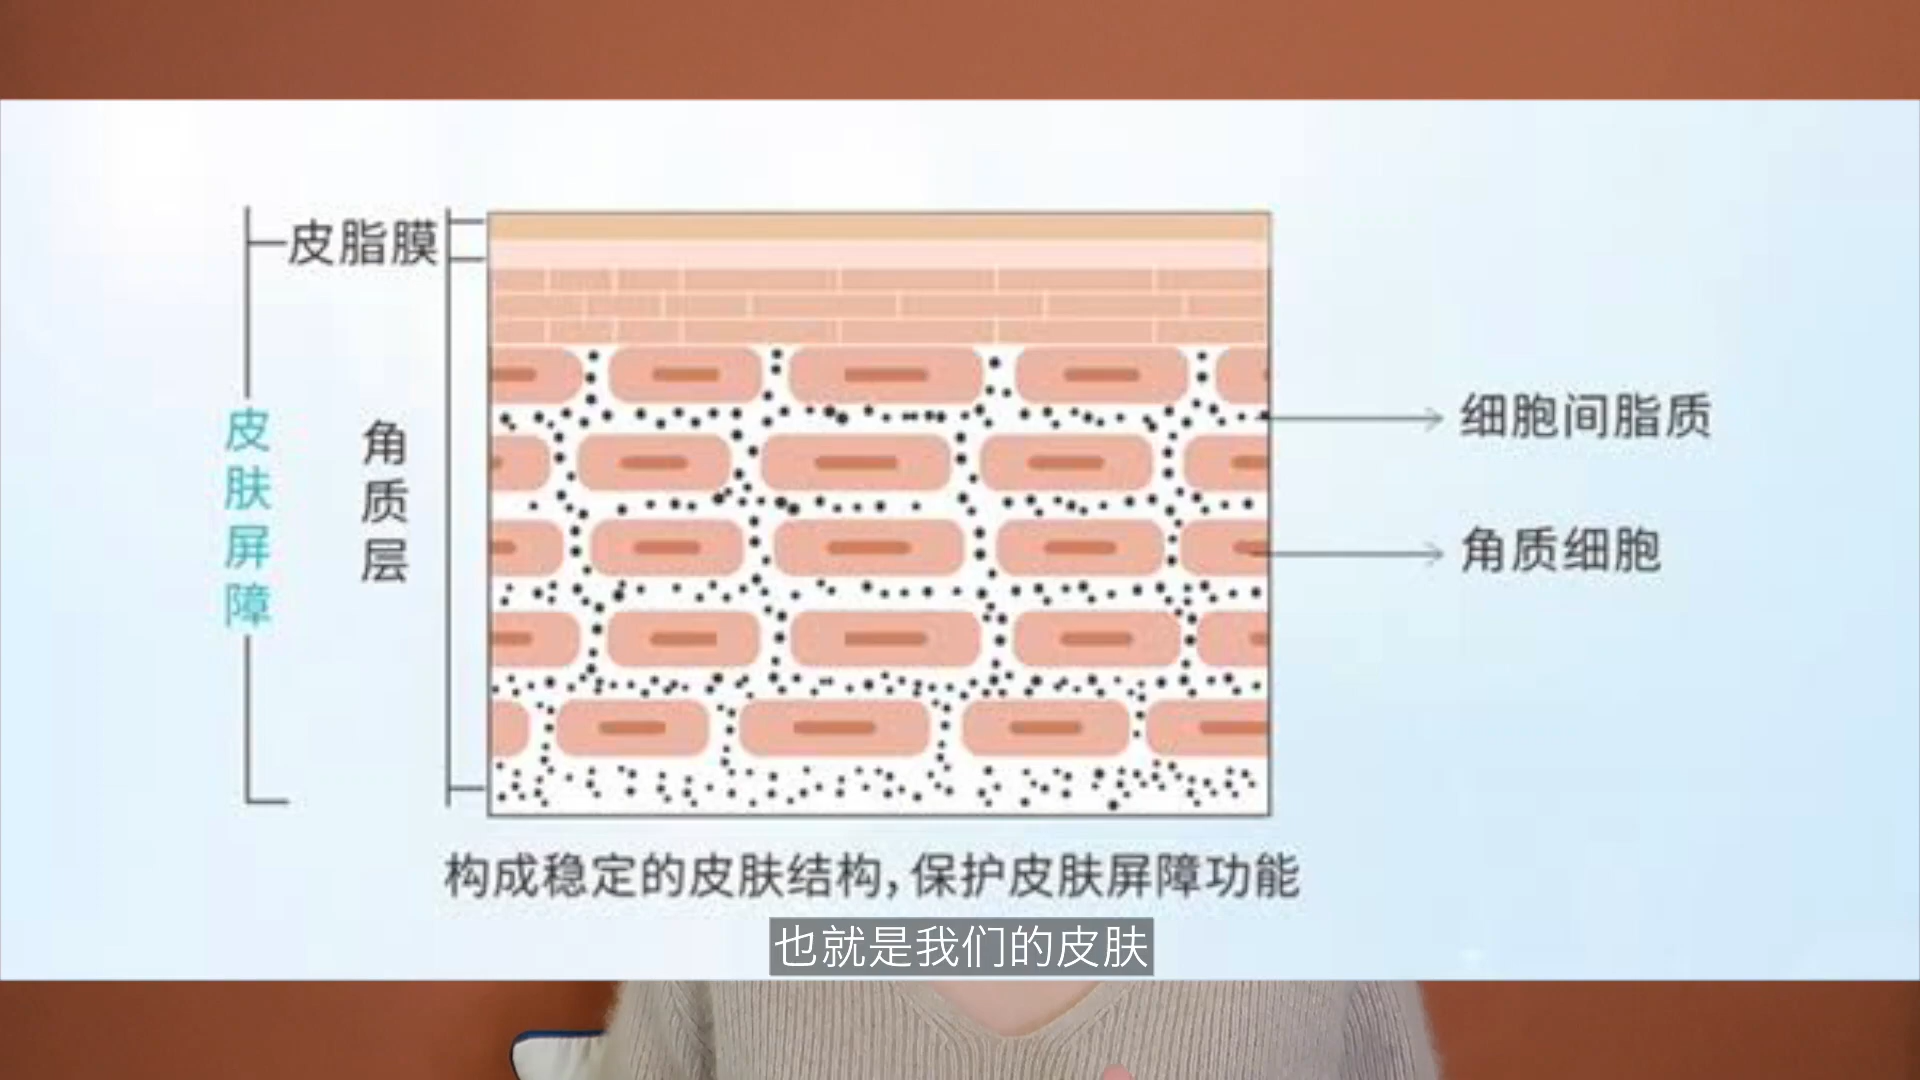 皮脂膜
皮肤屏障
角质层
细胞间脂质
角质细胞
构成稳定的皮肤结构，保护皮肤屏障功能
也就是我们的皮肤